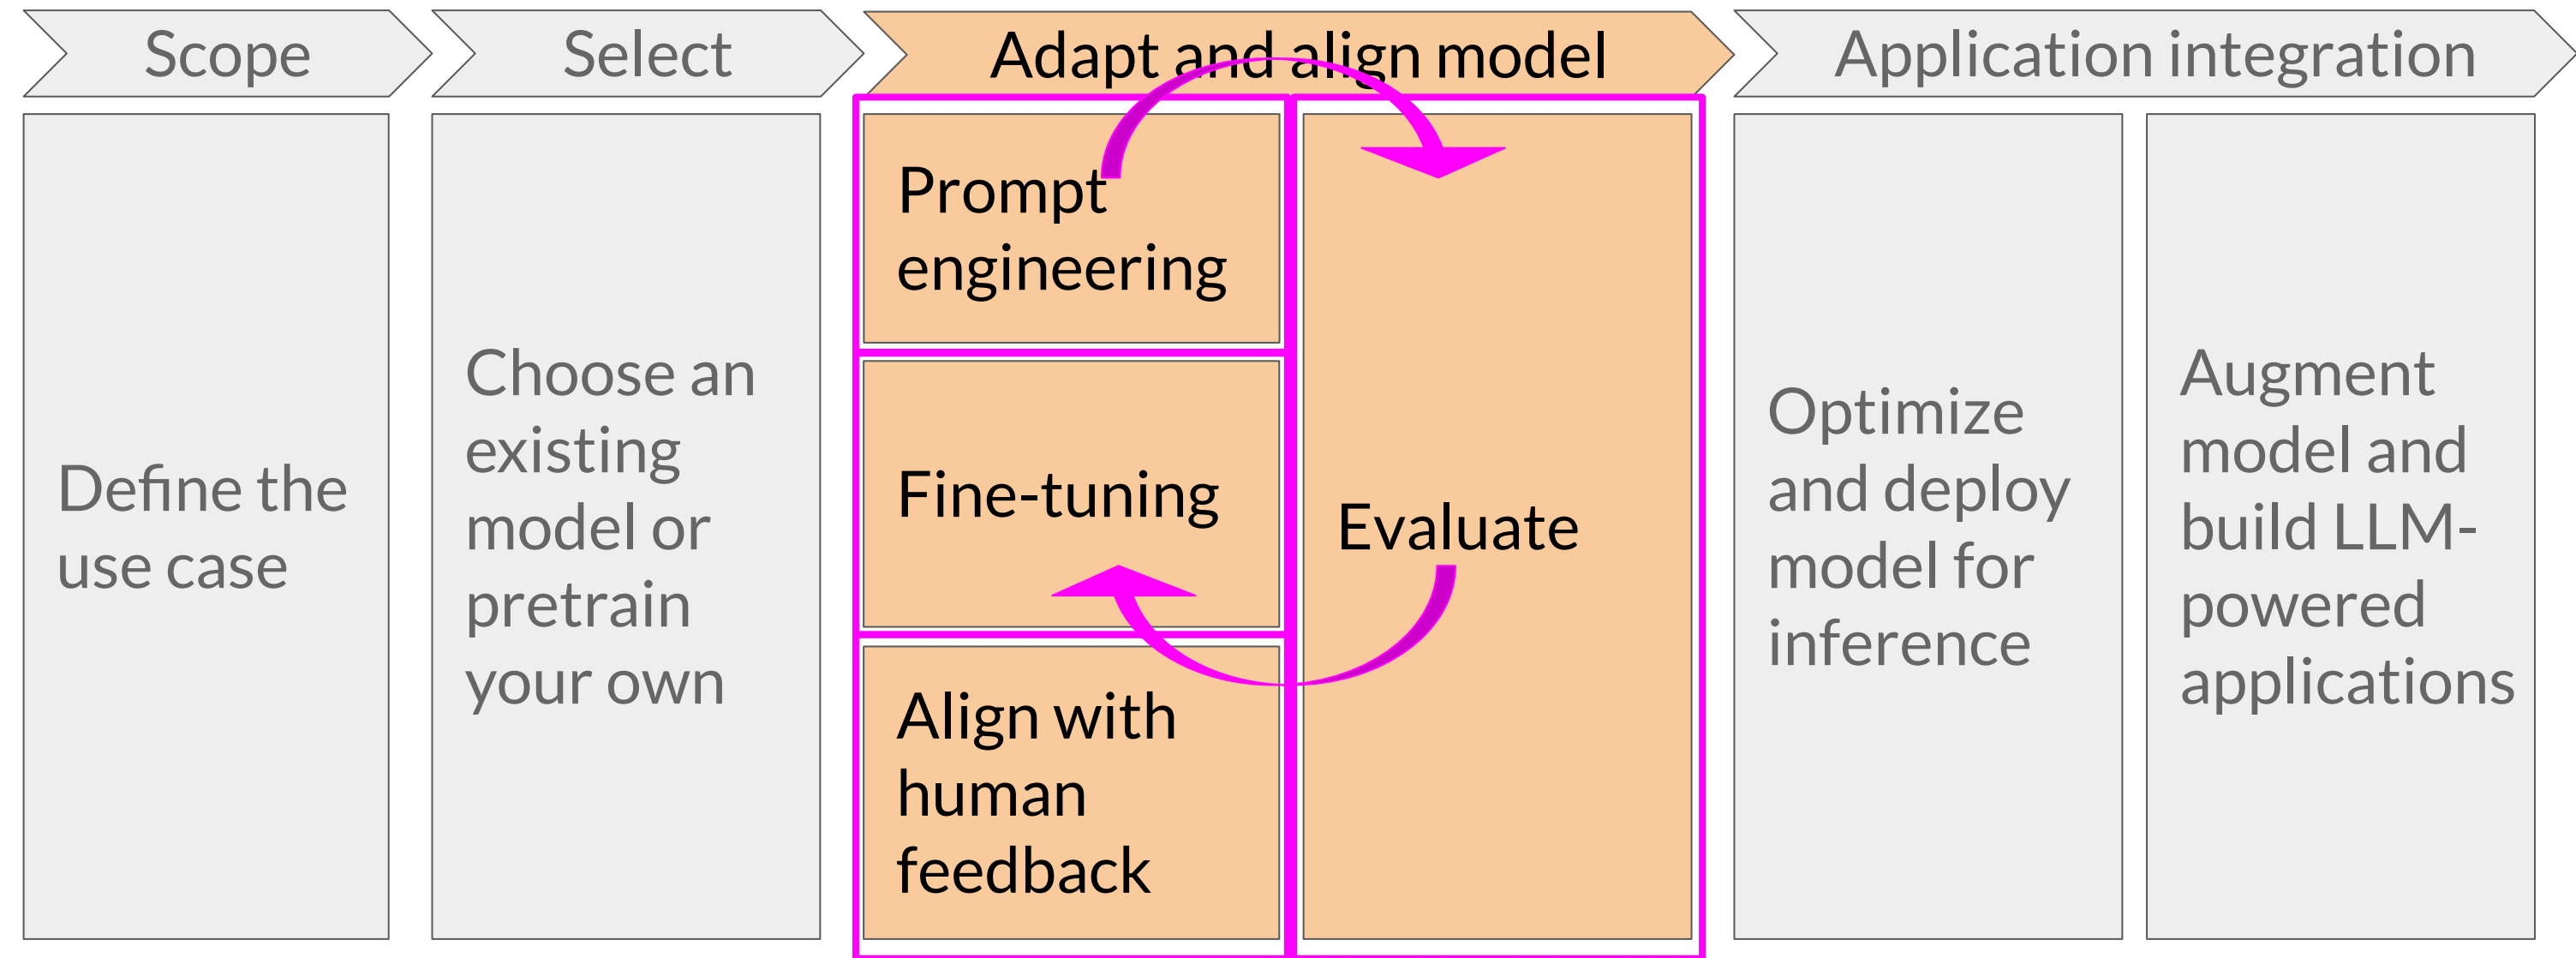 Scope
Select
Adapt and align model
Application integration
Define the
use case
Choose an
existing
model or
pretrain
your own
Prompt
engineering
Fine-tuning
Align with
human
feedback
Evaluate
Optimize
and deploy
model for
inference
Augment
model and
build LLM-
powered
applications